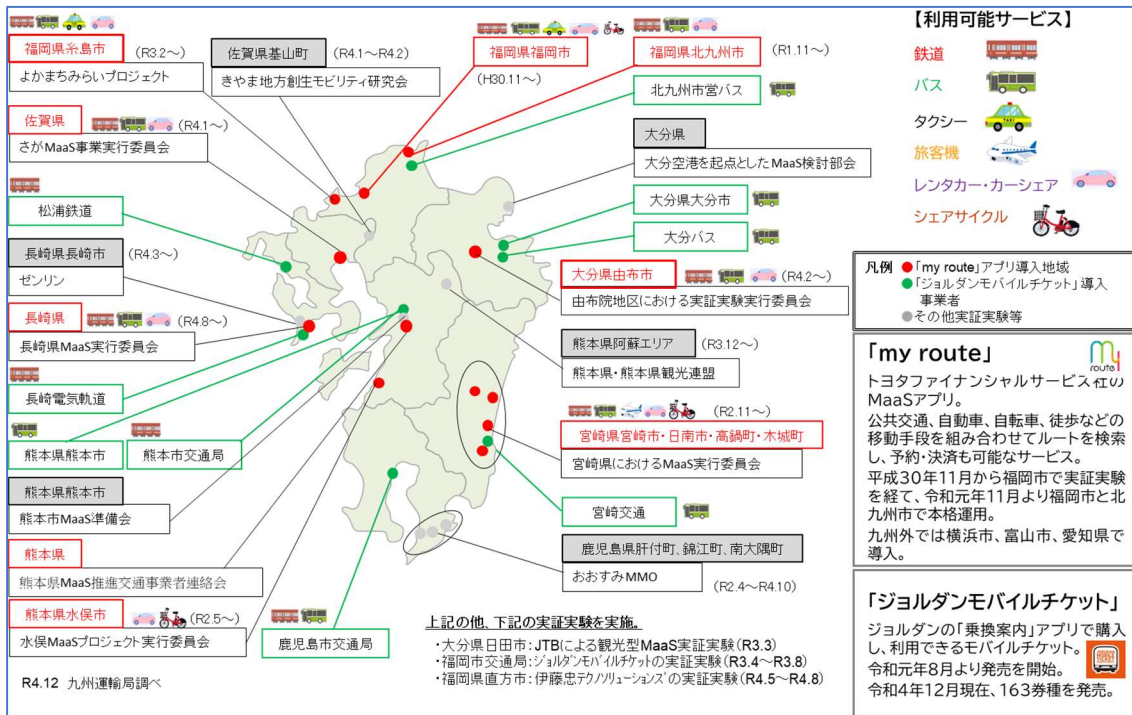 福岡県糸島市
(R3.2～)
よかまちみらいプロジェクト
佐賀県基山町
(R4.1～R4.2)
きやま地方創生モビリティ研究会
福岡県福岡市
(H30.11～)
福岡県北九州市
(R1.11～)
北九州市営バス
佐賀県
(R4.1～)
さがMaaS事業実行委員会
大分県
大分空港を起点としたMaaS検討部会
松浦鉄道
大分県大分市
大分バス
長崎県長崎市
(R4.3～)
ゼンリン
大分県由布市
(R4.2～)
由布院地区における実証実験実行委員会
長崎県
(R4.8～)
長崎県MaaS実行委員会
熊本県阿蘇エリア
(R3.12～)
熊本県・熊本県観光連盟
長崎電気軌道
(R2.11～)
宮崎県宮崎市・日南市・高鍋町・木城町
宮崎県におけるMaaS実行委員会
熊本県熊本市
熊本市交通局
熊本県熊本市
熊本市MaaS準備会
宮崎交通
熊本県
熊本県MaaS推進交通事業者連絡会
鹿児島県肝付町、錦江町、南大隅町
おおすみMMO
(R2.4～R4.10)
熊本県水俣市
(R2.5～)
水俣MaaSプロジェクト実行委員会
鹿児島市交通局
R4.12 九州運輸局調べ
上記の他、下記の実証実験を実施。
・大分県日田市：JTBによる観光型MaaS実証実験(R3.3)
・福岡市交通局：ジョルダンモバイルチケットの実証実験(R3.4～R3.8)
・福岡県直方市：伊藤忠テクノソリューションズの実証実験(R4.5～R4.8)
【利用可能サービス】
鉄道
バス
タクシー
TAXI
旅客機
レンタカー・カーシェア
シェアサイクル
凡例 ●「my route」アプリ導入地域
●「ジョルダンモバイルチケット」導入
事業者
●その他実証実験等
「my route」
my
route
トヨタファイナンシャルサービス社の
MaaSアプリ。
公共交通、自動車、自転車、徒歩などの
移動手段を組み合わせてルートを検索
し、予約・決済も可能なサービス。
平成30年11月から福岡市で実証実験
を経て、令和元年11月より福岡市と北
九州市で本格運用。
九州外では横浜市、富山市、愛知県で
導入。
「ジョルダンモバイルチケット」
ジョルダンの「乗換案内」アプリで購入
し、利用できるモバイルチケット。
令和元年8月より発売を開始。
令和4年12月現在、163券種を発売。